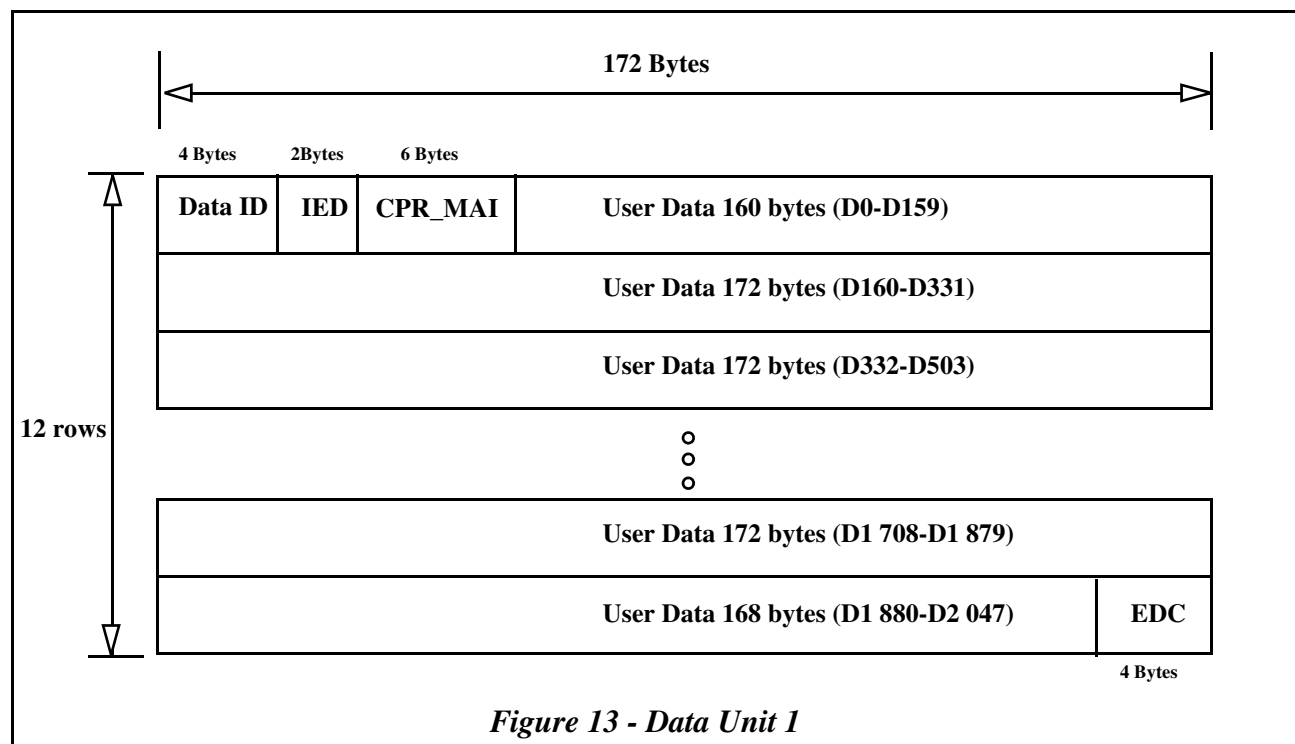 172 Bytes
4 Bytes 2Bytes 6 Bytes
Data ID IED CPR_MAI User Data 160 bytes (D0-D159)
User Data 172 bytes (D160-D331)
User Data 172 bytes (D332-D503)
12 rows
User Data 172 bytes (D1 708-D1 879)
User Data 168 bytes (D1 880-D2 047) EDC
4 Bytes
Figure 13 - Data Unit 1